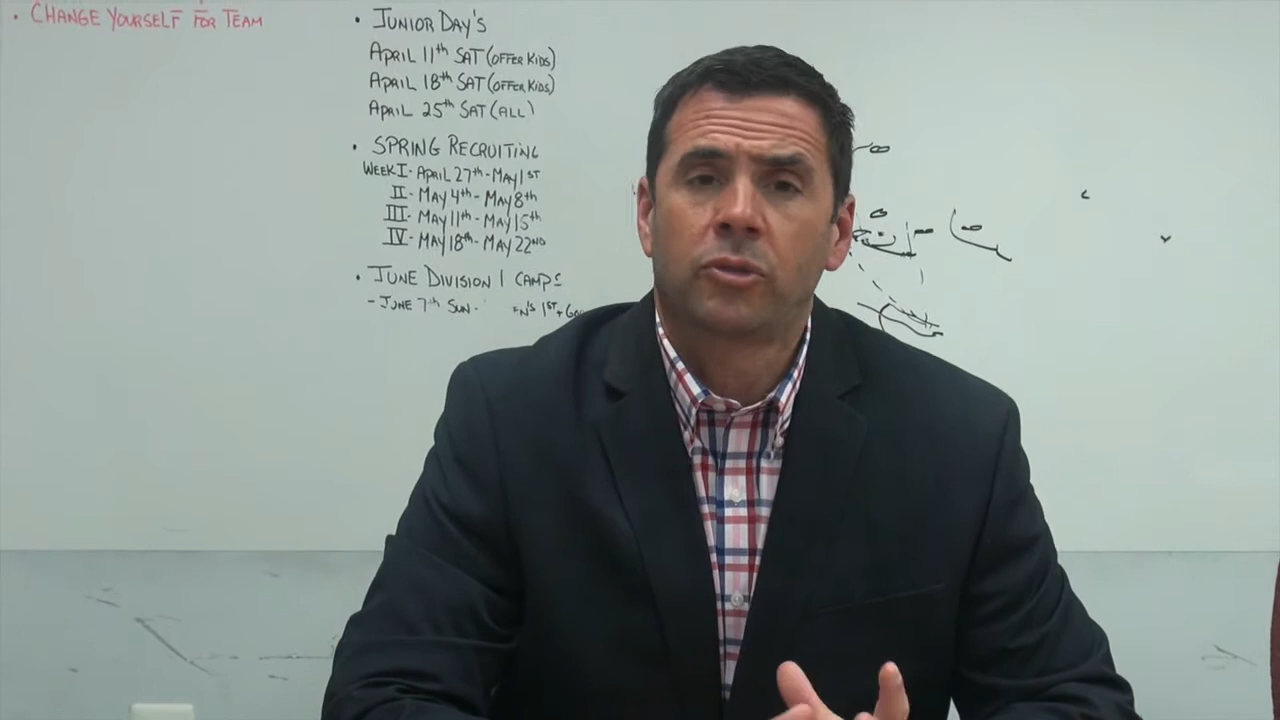 • CHANGE YOURSELF FOR TEAM
• JUNIOR DAY'S
APRIL 11th SAT (OFFER KIDS)
APRIL 18th SAT (OFFER KIDS)
APRIL 25th SAT (ALL)
• SPRING RECRUITING
WEEK I - APRIL 27th - MAY 1ST
II - MAY 4th - MAY 8th
III - MAY 11th - MAY 15th
IV - MAY 18th - MAY 22ND
• JUNE DIVISION 1 CAMPS
- JUNE 7th SUN - 1ST +